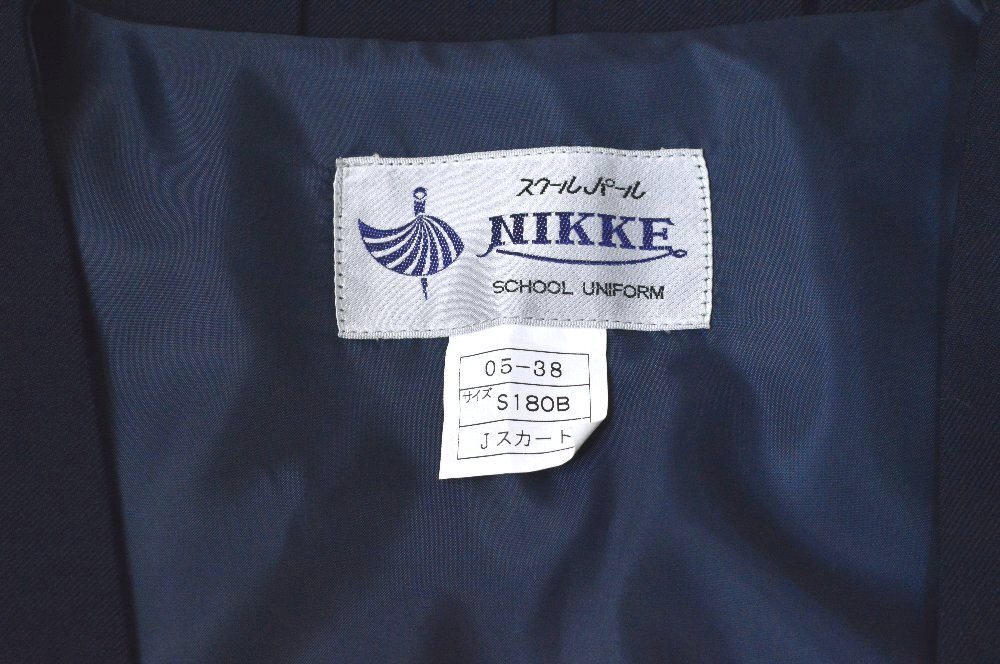 スクールパール
NIKKE
SCHOOL UNIFORM
05-38
サイズ S180B
Jスカート